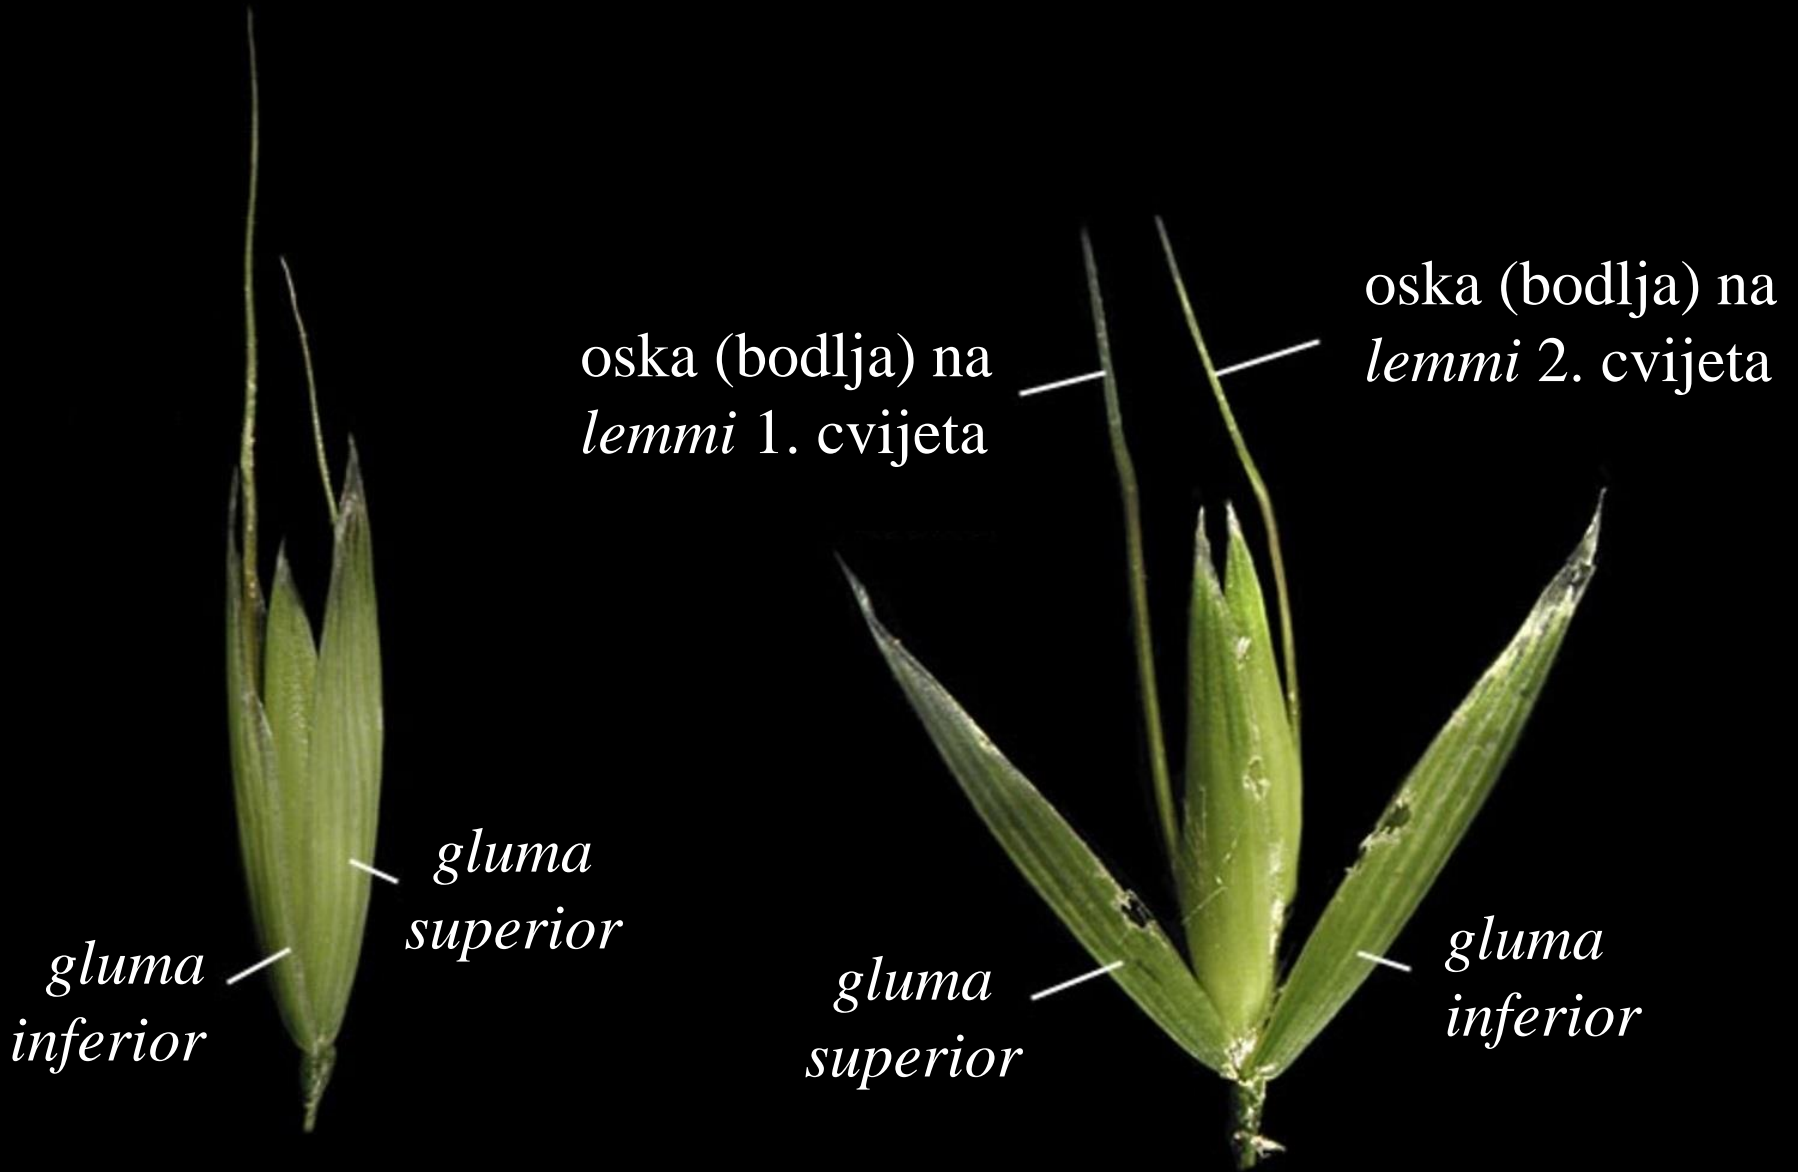 oska (bodlja) na
lemmi 1. cvijeta
oska (bodlja) na
lemmi 2. cvijeta
gluma
superior
gluma
inferior
gluma
superior
gluma
inferior